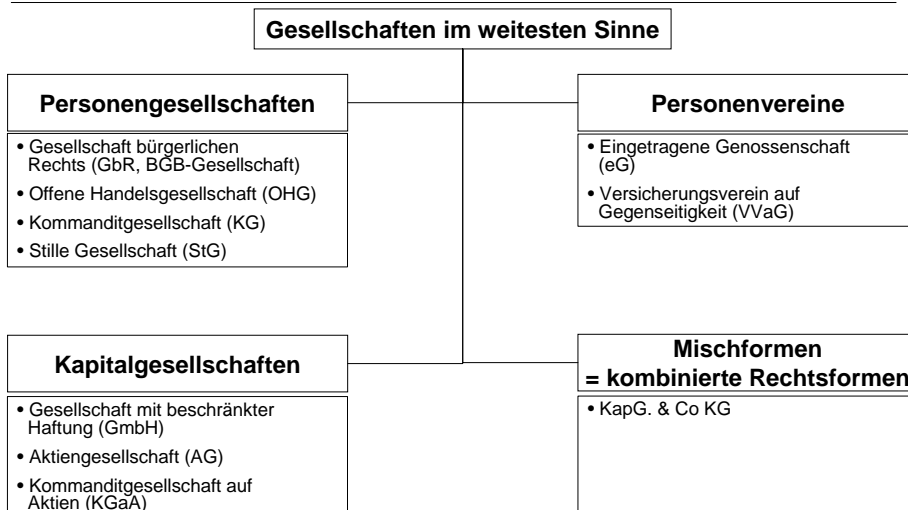 Gesellschaften im weitesten Sinne
Personengesellschaften
• Gesellschaft bürgerlichen
Rechts (GbR, BGB-Gesellschaft)
• Offene Handelsgesellschaft (OHG)
• Kommanditgesellschaft (KG)
• Stille Gesellschaft (StG)
Personenvereine
• Eingetragene Genossenschaft
(eG)
• Versicherungsverein auf
Gegenseitigkeit (VVaG)
Kapitalgesellschaften
• Gesellschaft mit beschränkter
Haftung (GmbH)
• Aktiengesellschaft (AG)
• Kommanditgesellschaft auf
Aktien (KGaA)
Mischformen
= kombinierte Rechtsformen
• KapG. & Co KG